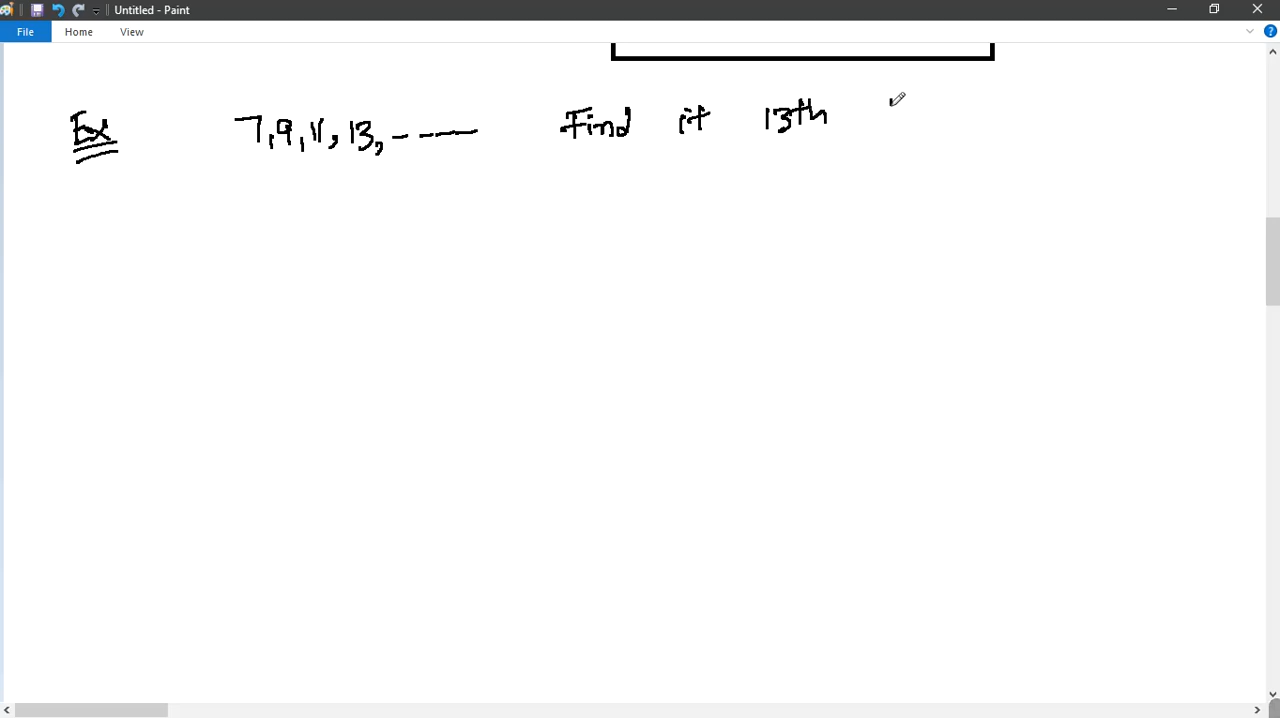 Untitled - Paint
File Home View
Ex 7, 9, 11, 13, - - — Find it 13th